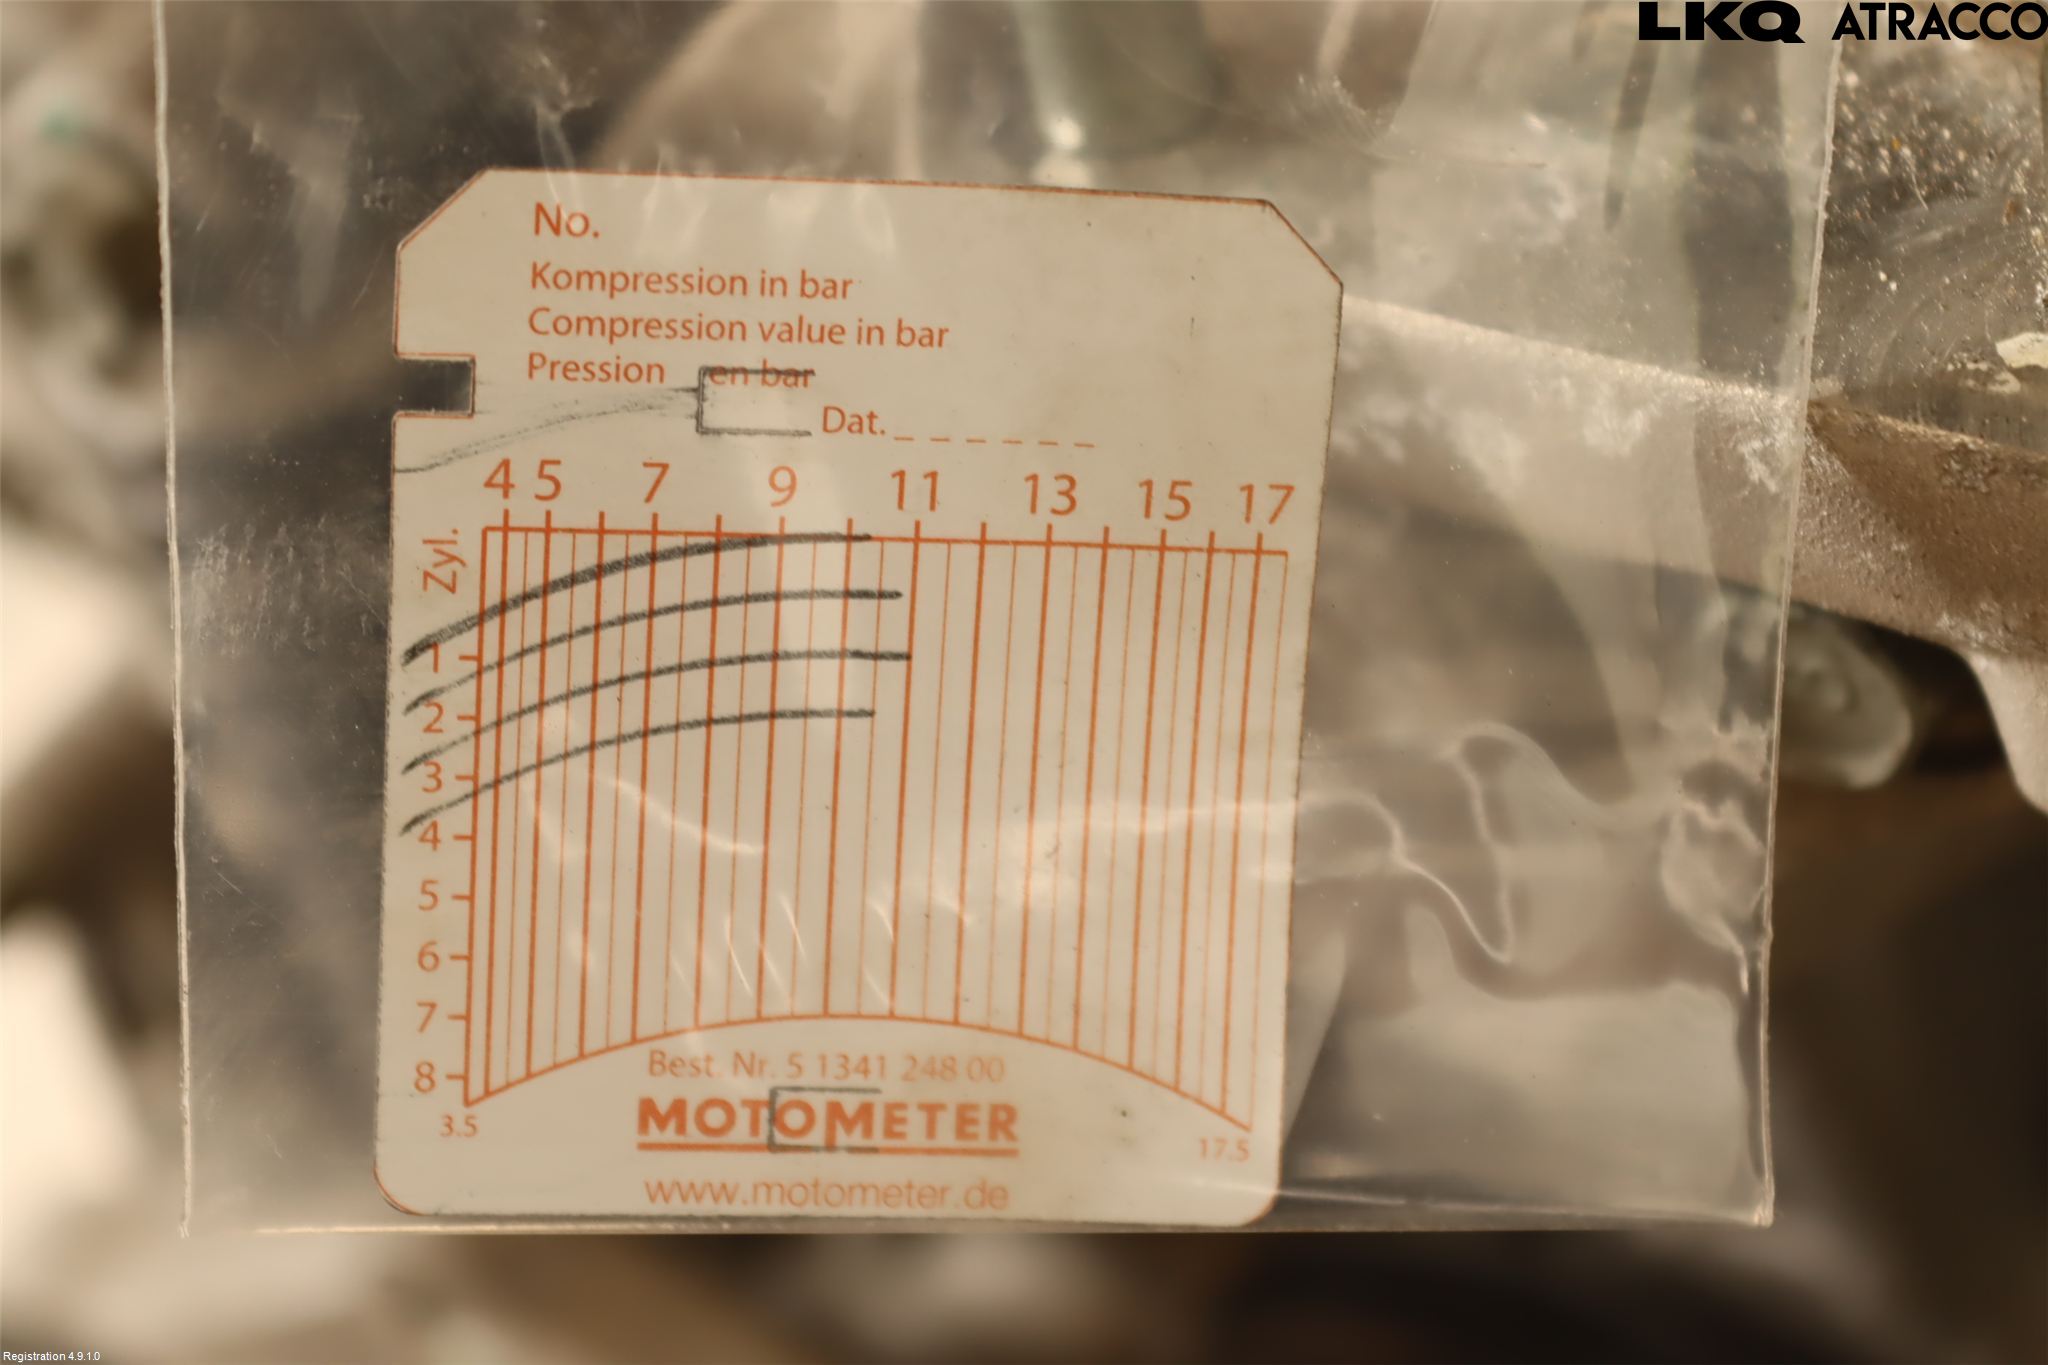 LKQ ATRACCO
No.
Kompression in bar
Compression value in bar
Pression en bar
Dat. _ _ _ _ _ _
4 5 7 9 11 13 15 17
Zyl.
1
2
3
4
5
6
7
8
3.5
17.5
Best. Nr. 5 1341 248 00
MOTOMETER
www.motometer.de
Registration 4.9.1.0